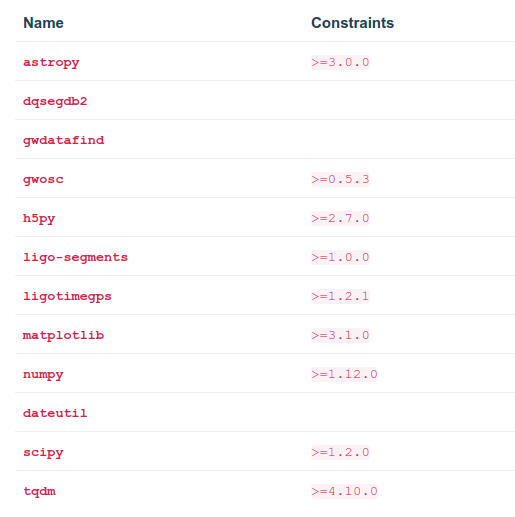 Name Constraints
astropy >=3.0.0
dqsegdb2
gwdatafind
gwosc >=0.5.3
h5py >=2.7.0
ligo-segments >=1.0.0
ligotimegps >=1.2.1
matplotlib >=3.1.0
numpy >=1.12.0
dateutil
scipy >=1.2.0
tqdm >=4.10.0